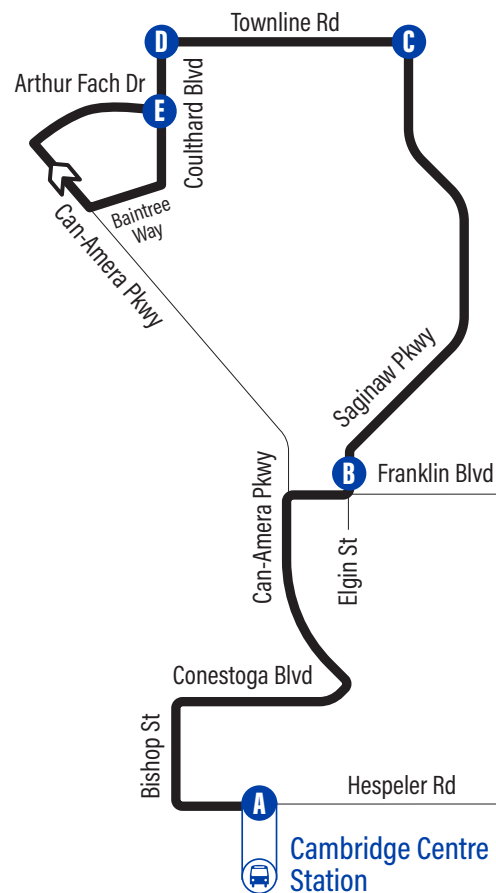 Townline Rd
D
C
Arthur Fach Dr
E
Coulthard Blvd
Baintree
Way
Can-Amera Pkwy
Saginaw Pkwy
B
Franklin Blvd
Can-Amera Pkwy
Elgin St
Conestoga Blvd
Bishop St
A
Hespeler Rd
Cambridge Centre
Station